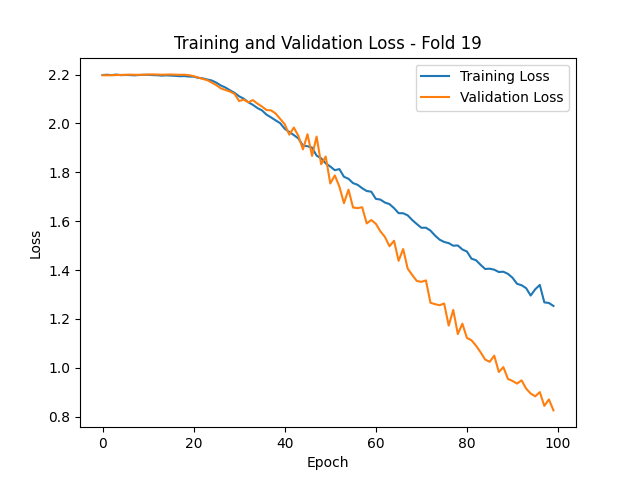 Training and Validation Loss - Fold 19
Training Loss
Validation Loss
Loss
2.2
2.0
1.8
1.6
1.4
1.2
1.0
0.8
0 20 40 60 80 100
Epoch